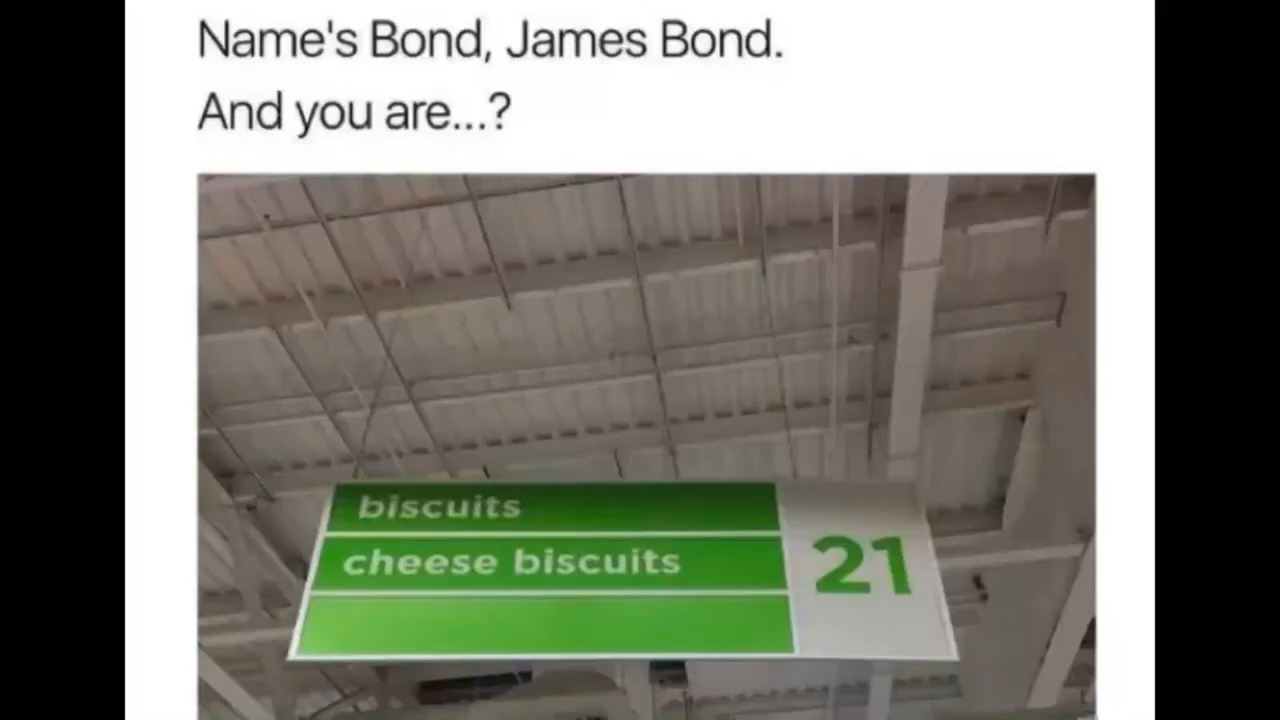 Name's Bond, James Bond.
And you are...?
biscuits
cheese biscuits
21